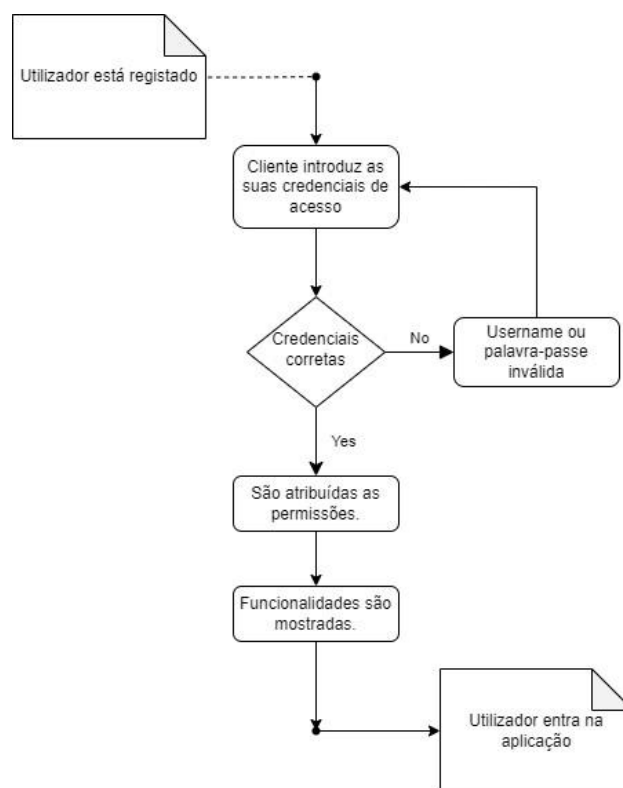 Utilizador está registado
Cliente introduz as
suas credenciais de
acesso
Credenciais
corretas
No
Username ou
palavra-passe
inválida
Yes
São atribuídas as
permissões.
Funcionalidades são
mostradas.
Utilizador entra na
aplicação